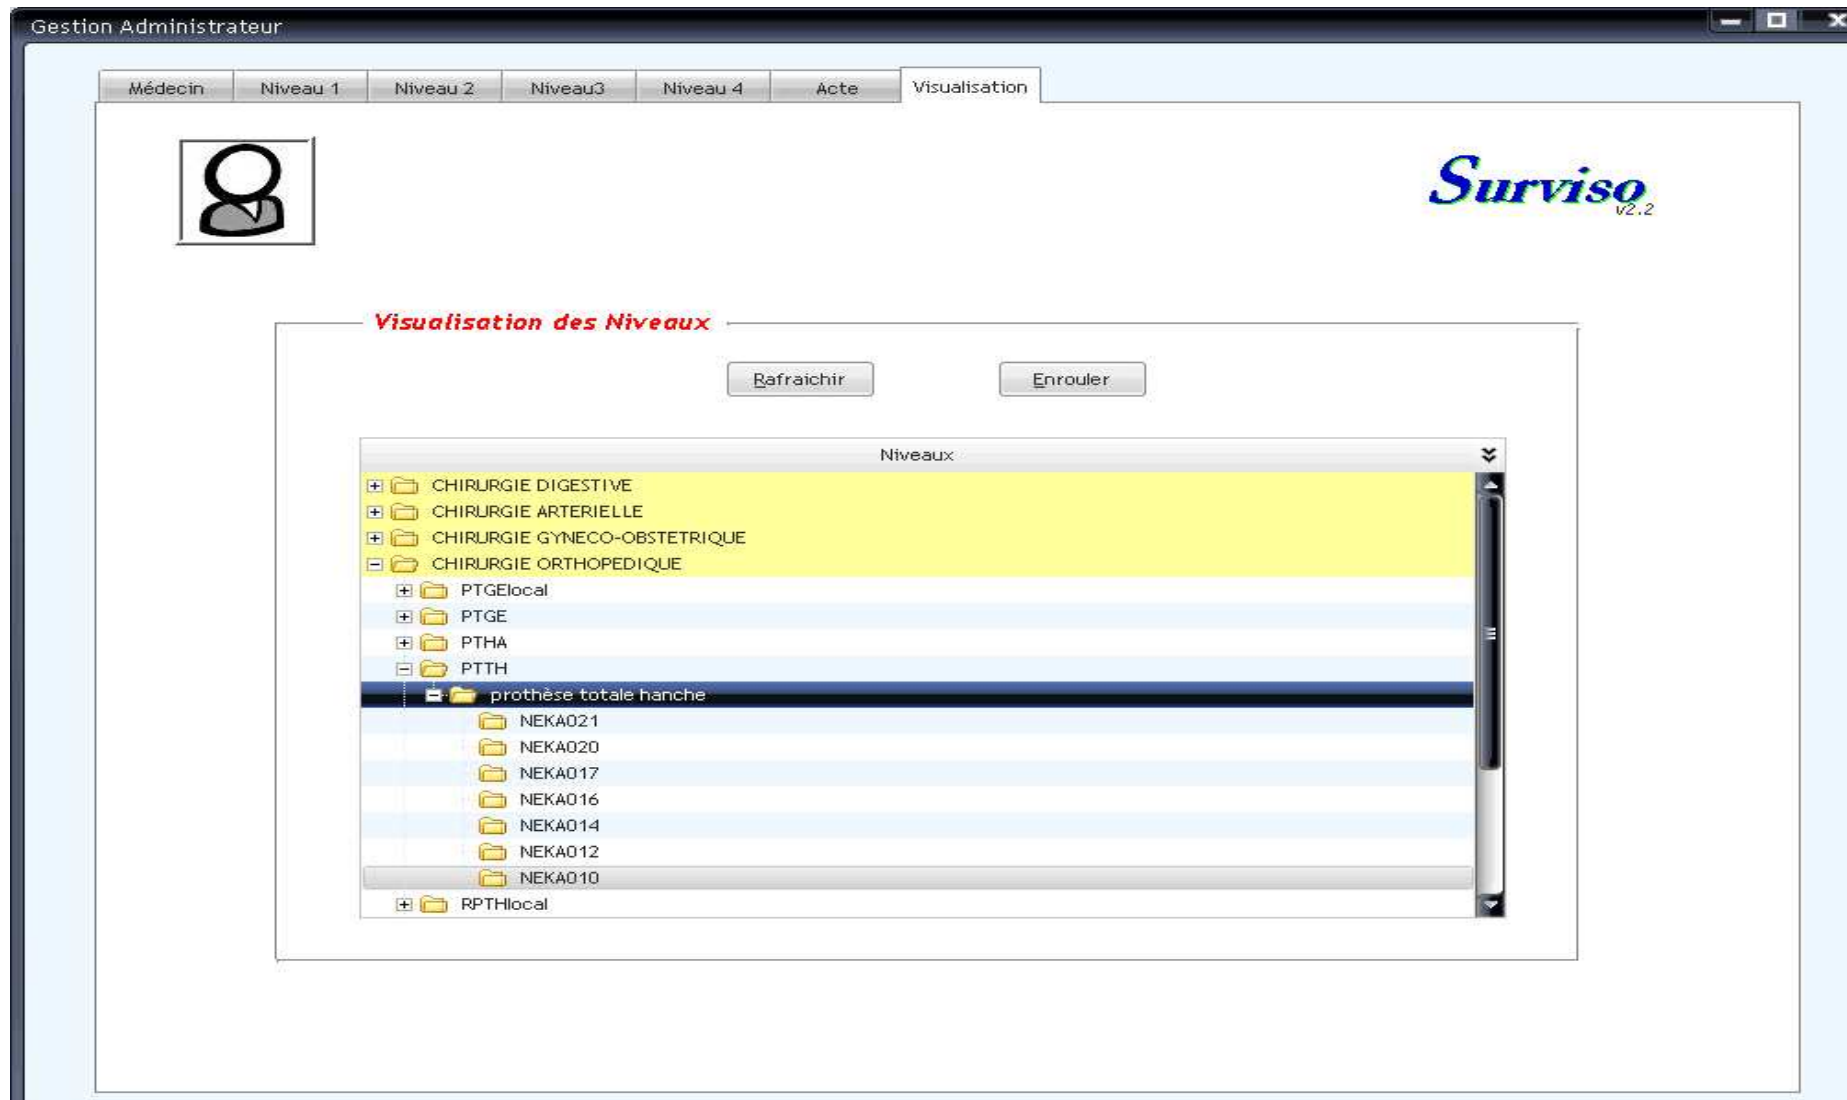 Gestion Administrateur
Médecin Niveau 1 Niveau 2 Niveau3 Niveau 4 Acte Visualisation
Surviso
v2.2
Visualisation des Niveaux
Rafraichir Enrouler
Niveaux
CHIRURGIE DIGESTIVE
CHIRURGIE ARTERIELLE
CHIRURGIE GYNECO-OBSTETRIQUE
CHIRURGIE ORTHOPEDIQUE
PTGElocal
PTGE
PTHA
PTTH
prothèse totale hanche
NEKA021
NEKA020
NEKA017
NEKA016
NEKA014
NEKA012
NEKA010
RPTHlocal